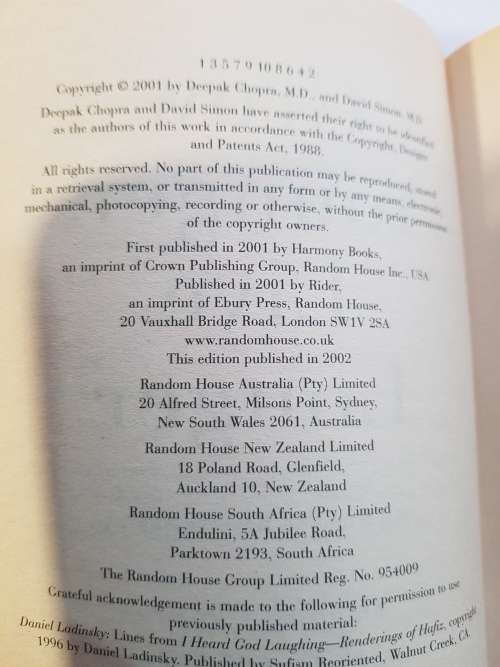 1 3 5 7 9 10 8 6 4 2
Copyright © 2001 by Deepak Chopra, M.D., and David Simon, M.D.
Deepak Chopra and David Simon have asserted their right to be identified
as the authors of this work in accordance with the Copyright, Designs
and Patents Act, 1988.
All rights reserved. No part of this publication may be reproduced, stored
in a retrieval system, or transmitted in any form or by any means, electronic,
mechanical, photocopying, recording or otherwise, without the prior permission
of the copyright owners.
First published in 2001 by Harmony Books,
an imprint of Crown Publishing Group, Random House Inc., USA
Published in 2001 by Rider,
an imprint of Ebury Press, Random House,
20 Vauxhall Bridge Road, London SW1V 2SA
www.randomhouse.co.uk
This edition published in 2002
Random House Australia (Pty) Limited
20 Alfred Street, Milsons Point, Sydney,
New South Wales 2061, Australia
Random House New Zealand Limited
18 Poland Road, Glenfield,
Auckland 10, New Zealand
Random House South Africa (Pty) Limited
Endulini, 5A Jubilee Road,
Parktown 2193, South Africa
The Random House Group Limited Reg. No. 954009
Grateful acknowledgement is made to the following for permission to use
previously published material:
Daniel Ladinsky: Lines from I Heard God Laughing—Renderings of Hafiz, copyright
1996 by Daniel Ladinsky. Published by Sufism Reoriented, Walnut Creek, CA.